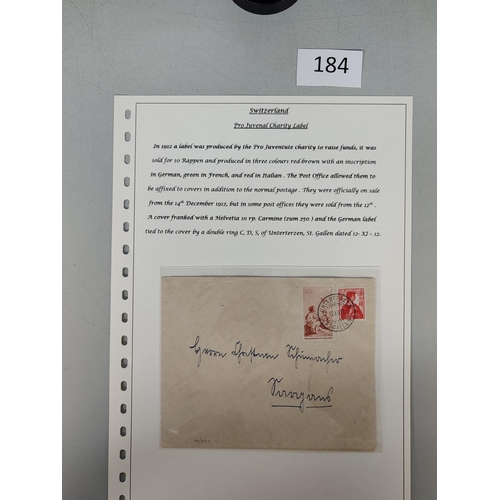 184
Switzerland
Pro Juvenal Charity Label
In 1912 a label was produced by the Pro Juventute charity to raise funds, it was
sold for 10 Rappen and produced in three colours red brown with an inscription
in German, green in French, and red in Italian . The Post Office allowed them to
be affixed to covers in addition to the normal postage . They were officially on sale
from the 14th December 1912, but in some post offices they were sold from the 12th .
A cover franked with a Helvetia 10 rp. Carmine (zum 250 ) and the German label
tied to the cover by a double ring C, D, S, of Unterterzen, St. Gallen dated 12- XI - 12.
Herrn Schumacher
Sargans